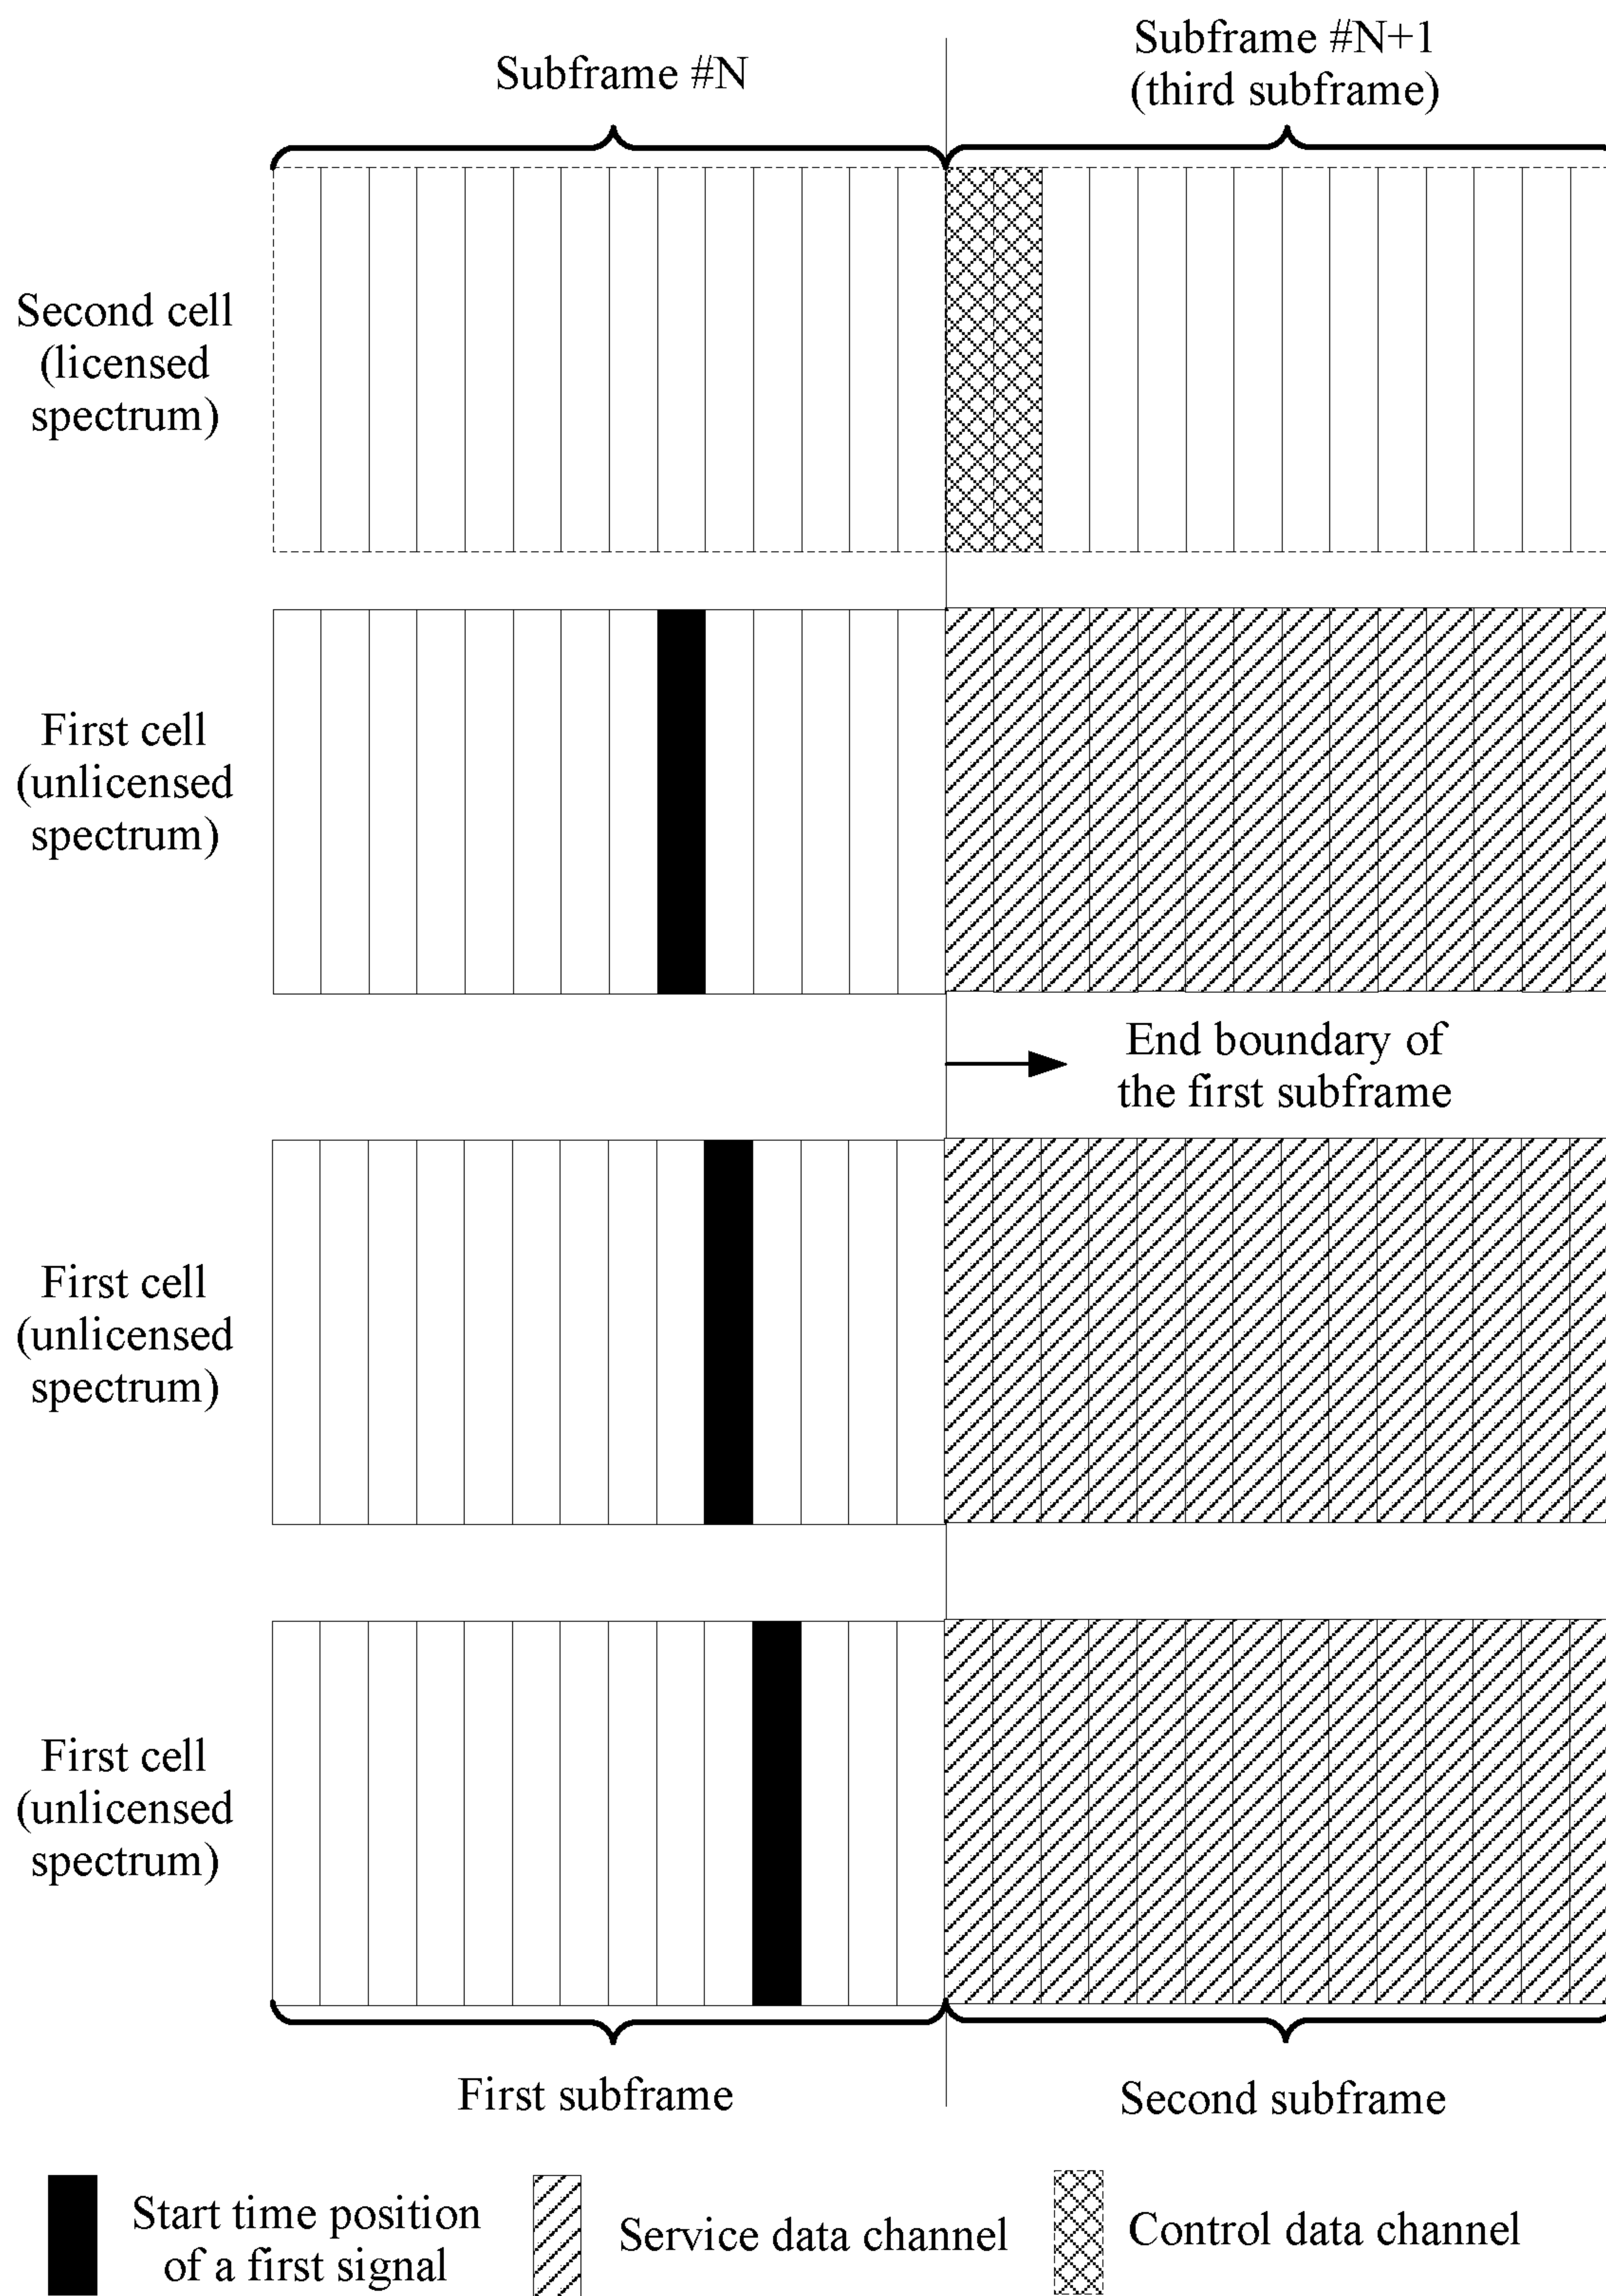 Subframe #N
Subframe #N+1
(third subframe)
Second cell
(licensed
spectrum)
First cell
(unlicensed
spectrum)
End boundary of
the first subframe
First cell
(unlicensed
spectrum)
First cell
(unlicensed
spectrum)
First subframe
Second subframe
Start time position
of a first signal
Service data channel
Control data channel